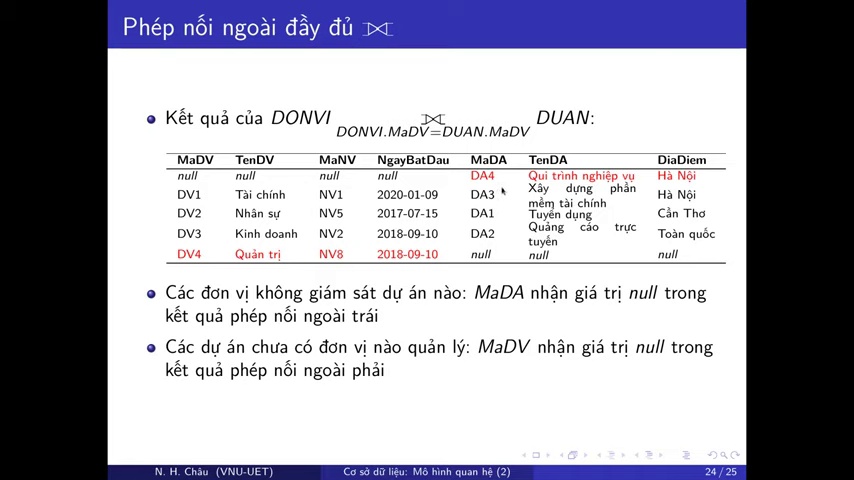 Phép nối ngoài đầy đủ ⟗
Kết quả của DONVI ⟗ DUAN:
DONVI.MaDV=DUAN.MaDV
MaDV TenDV MaNV NgayBatDau MaDA TenDA DiaDiem
null null null null DA4 Qui trình nghiệp vụ Hà Nội
DV1 Tài chính NV1 2020-01-09 DA3 Xây dựng phần mềm tài chính Hà Nội
DV2 Nhân sự NV5 2017-07-15 DA1 Tuyển dụng Cần Thơ
DV3 Kinh doanh NV2 2018-09-10 DA2 Quảng cáo trực tuyến Toàn quốc
DV4 Quản trị NV8 2018-09-10 null null null
Các đơn vị không giám sát dự án nào: MaDA nhận giá trị null trong
kết quả phép nối ngoài trái
Các dự án chưa có đơn vị nào quản lý: MaDV nhận giá trị null trong
kết quả phép nối ngoài phải
N. H. Châu (VNU-UET) Cơ sở dữ liệu: Mô hình quan hệ (2) 24 / 25